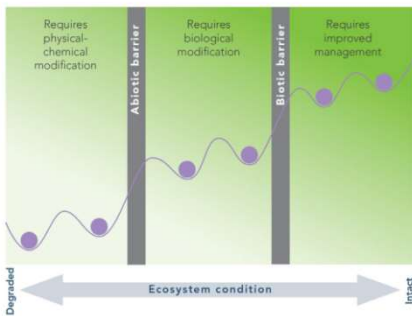 Requires
physical-
chemical
modification
Abiotic barrier
Requires
biological
modification
Biotic barrier
Requires
improved
management
Degraded
Ecosystem condition
Intact